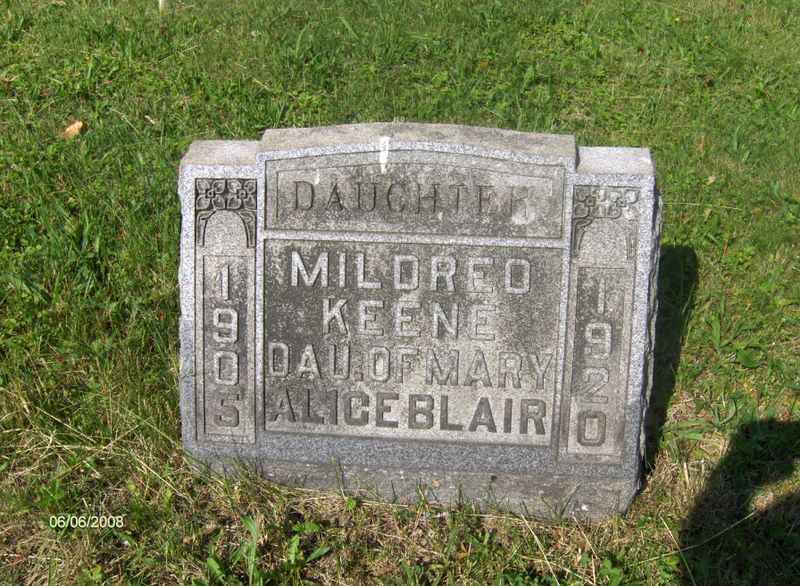 DAUGHTER
MILDRED
KEENE
DAU. OF MARY
ALICE BLAIR
1905
1920
06/06/2008